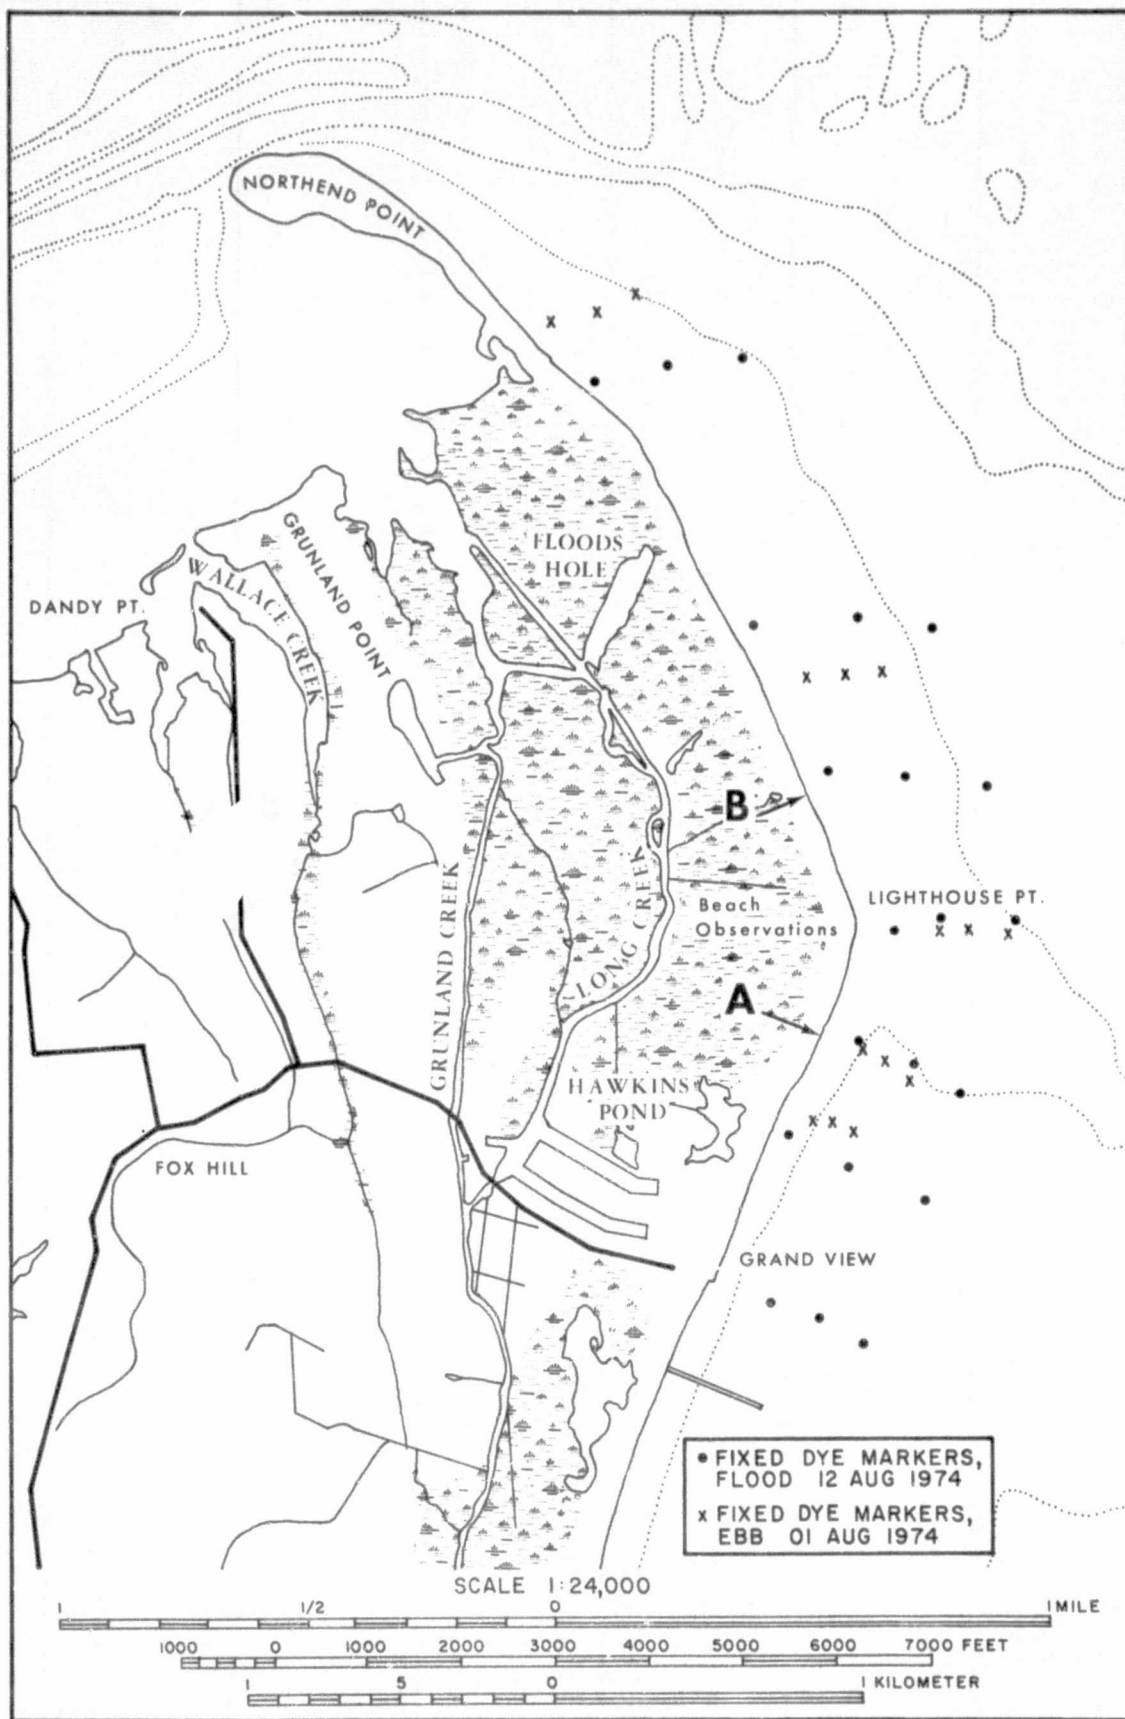 NORTHEND POINT
FLOODS
HOLE
GRUNLAND POINT
WALLACE CREEK
DANDY PT.
B
LIGHTHOUSE PT.
Beach
Observations
GRUNLAND CREEK
LONG CREEK
A
HAWKINS
POND
FOX HILL
GRAND VIEW
• FIXED DYE MARKERS,
FLOOD 12 AUG 1974
x FIXED DYE MARKERS,
EBB 01 AUG 1974
SCALE 1:24,000
1 1/2 0 1 MILE
1000 0 1000 2000 3000 4000 5000 6000 7000 FEET
1 5 0 1 KILOMETER